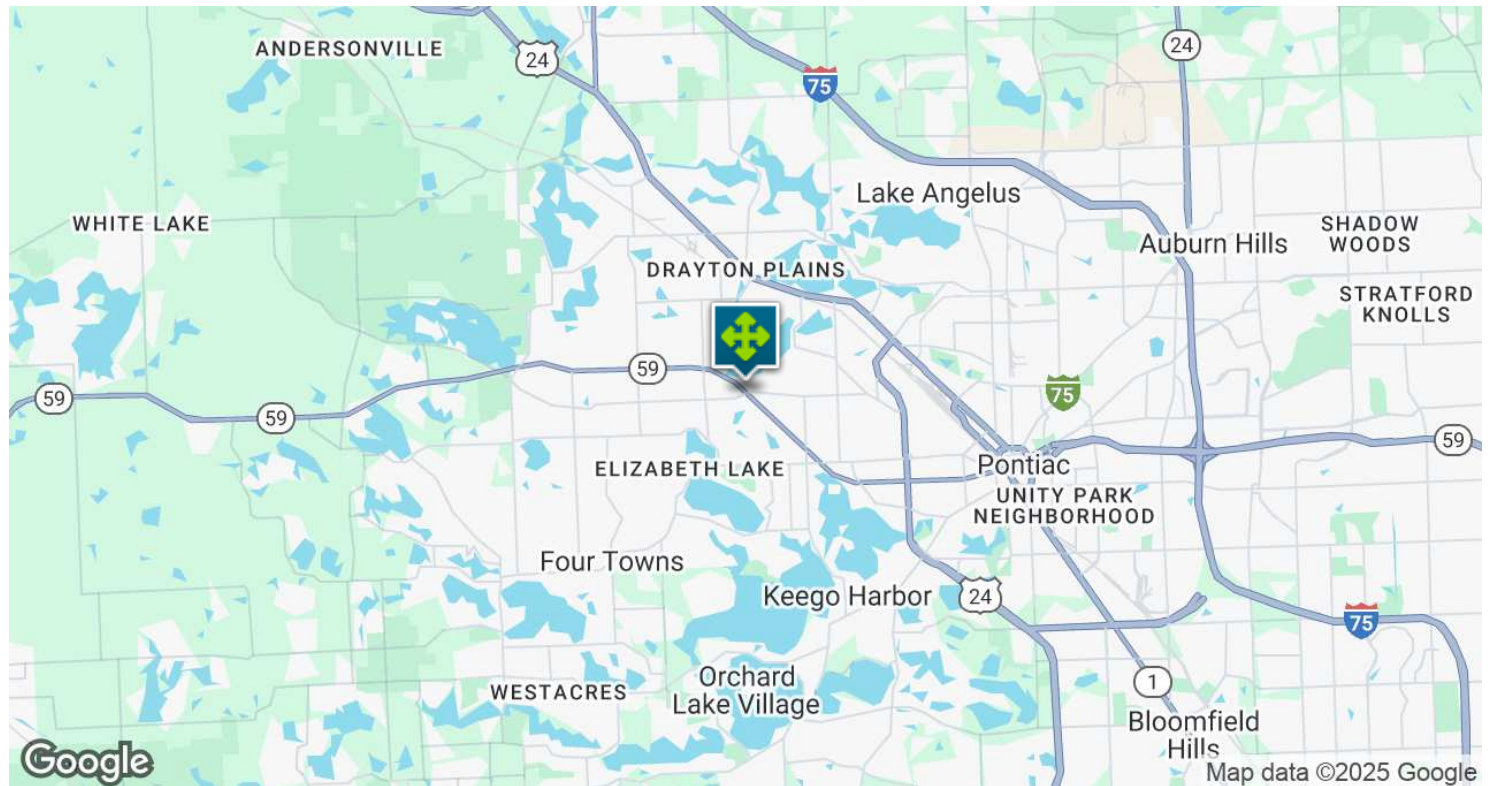 ANDERSONVILLE
24
24
75
Lake Angelus
WHITE LAKE
SHADOW
WOODS
Auburn Hills
DRAYTON PLAINS
STRATFORD
KNOLLS
59
59
59
75
59
Pontiac
ELIZABETH LAKE
UNITY PARK
NEIGHBORHOOD
Four Towns
Keego Harbor
24
75
Orchard
Lake Village
WESTACRES
1
Bloomfield
Hills
Google
Map data ©2025 Google